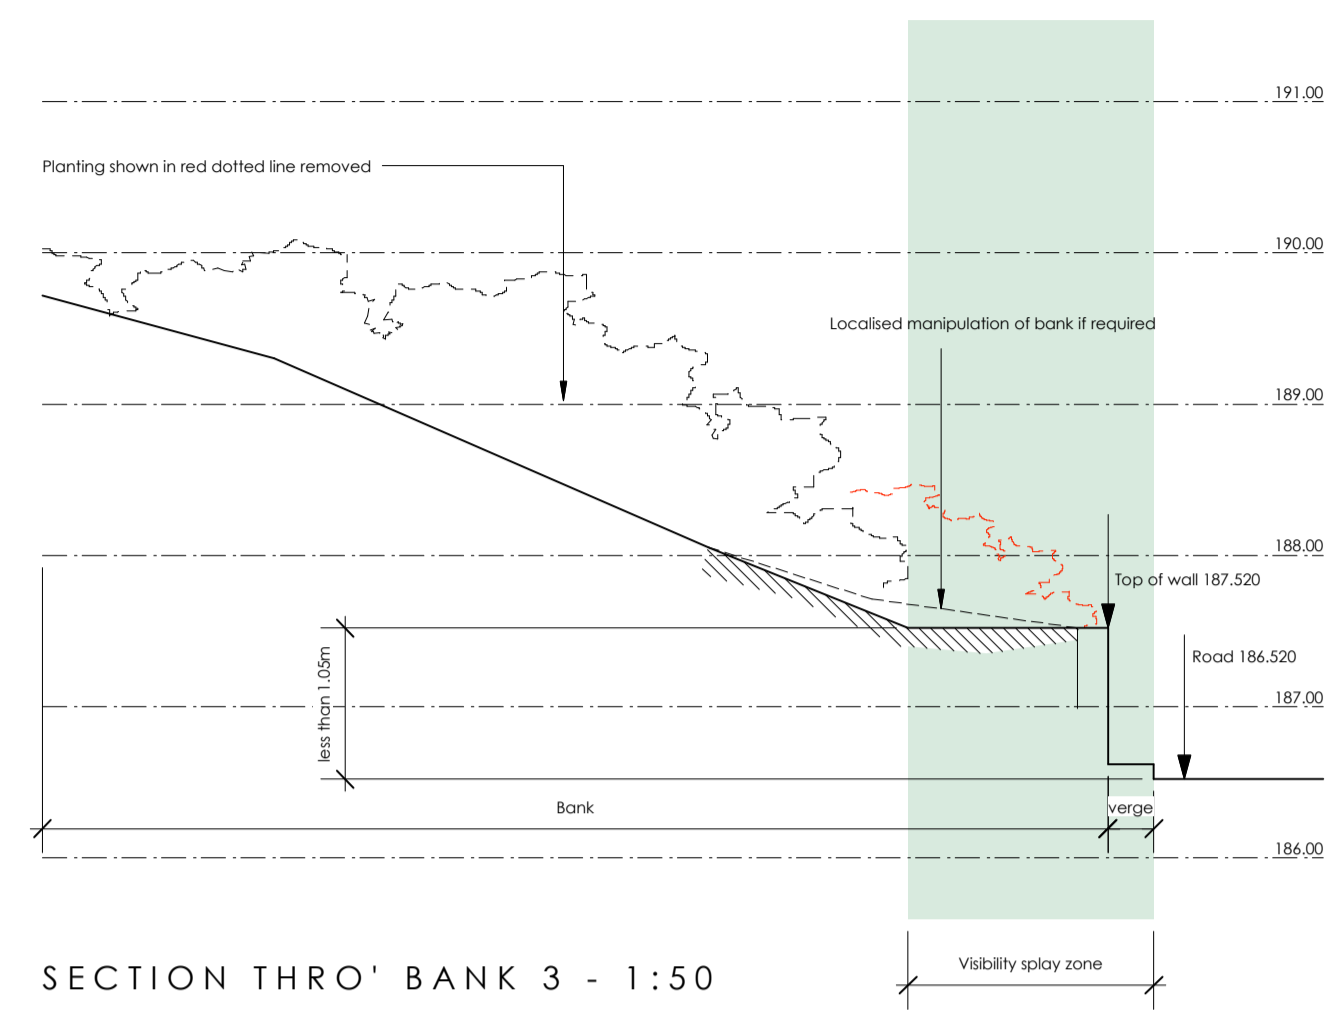 191.00
Planting shown in red dotted line removed
190.00
Localised manipulation of bank if required
189.00
188.00
Top of wall 187.520
less than 1.05m
Road 186.520
187.00
Bank
verge
186.00
Visibility splay zone
SECTION THRO' BANK 3 - 1:50